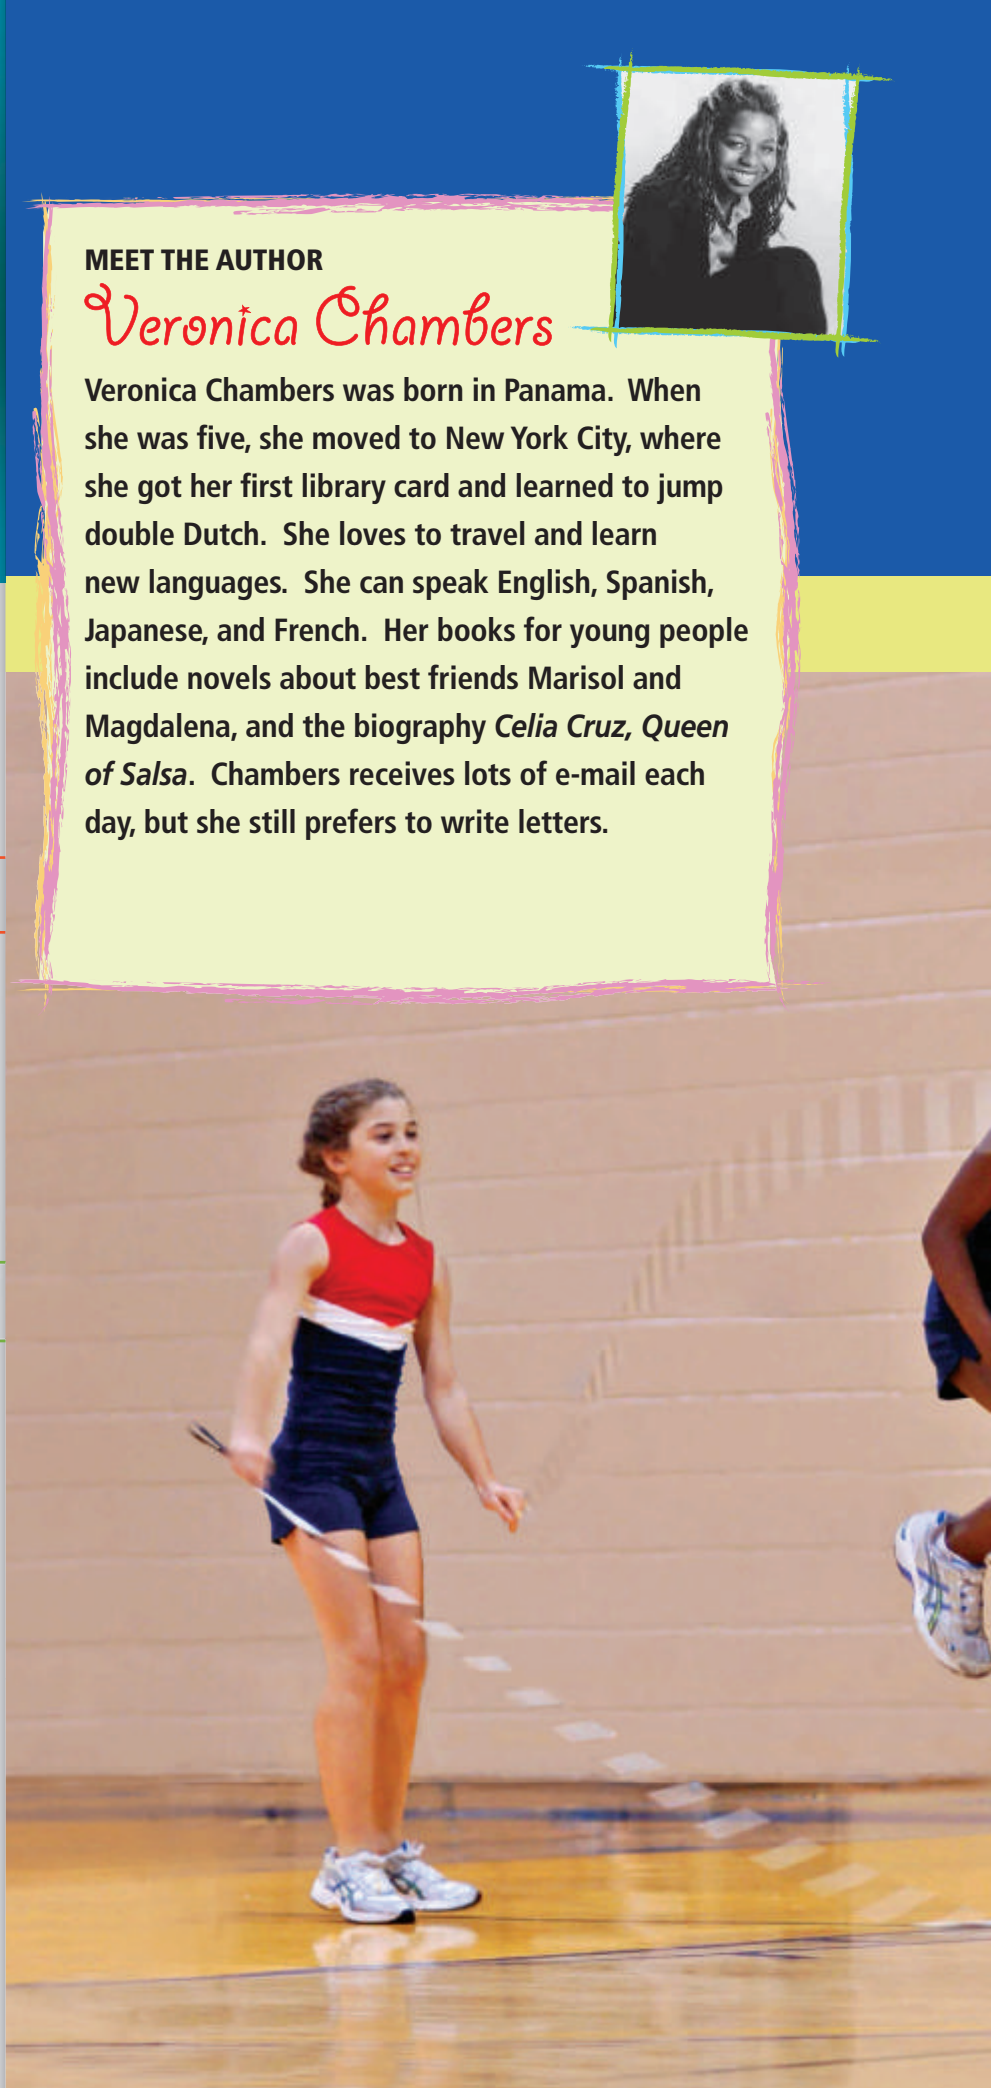 MEET THE AUTHOR
Veronica Chambers
Veronica Chambers was born in Panama. When
she was five, she moved to New York City, where
she got her first library card and learned to jump
double Dutch. She loves to travel and learn
new languages. She can speak English, Spanish,
Japanese, and French. Her books for young people
include novels about best friends Marisol and
Magdalena, and the biography Celia Cruz, Queen
of Salsa. Chambers receives lots of e-mail each
day, but she still prefers to write letters.